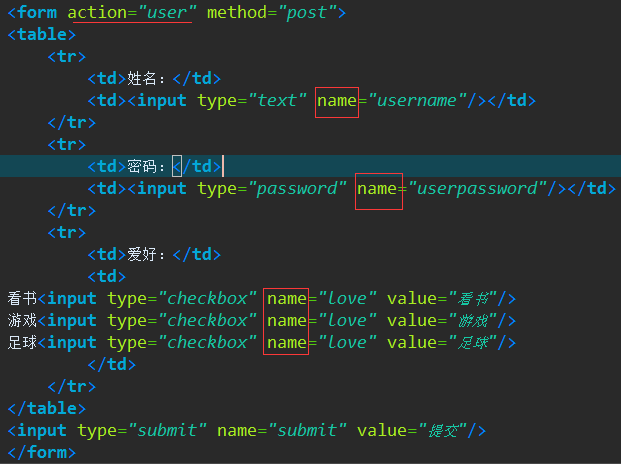 <form action="user" method="post">
<table>
<tr>
<td>姓名：</td>
<td><input type="text" name="username"/></td>
</tr>
<tr>
<td>密码：</td>
<td><input type="password" name="userpassword"/></td>
</tr>
<tr>
<td>爱好：</td>
<td>
看书<input type="checkbox" name="love" value="看书"/>
游戏<input type="checkbox" name="love" value="游戏"/>
足球<input type="checkbox" name="love" value="足球"/>
</td>
</tr>
</table>
<input type="submit" name="submit" value="提交"/>
</form>